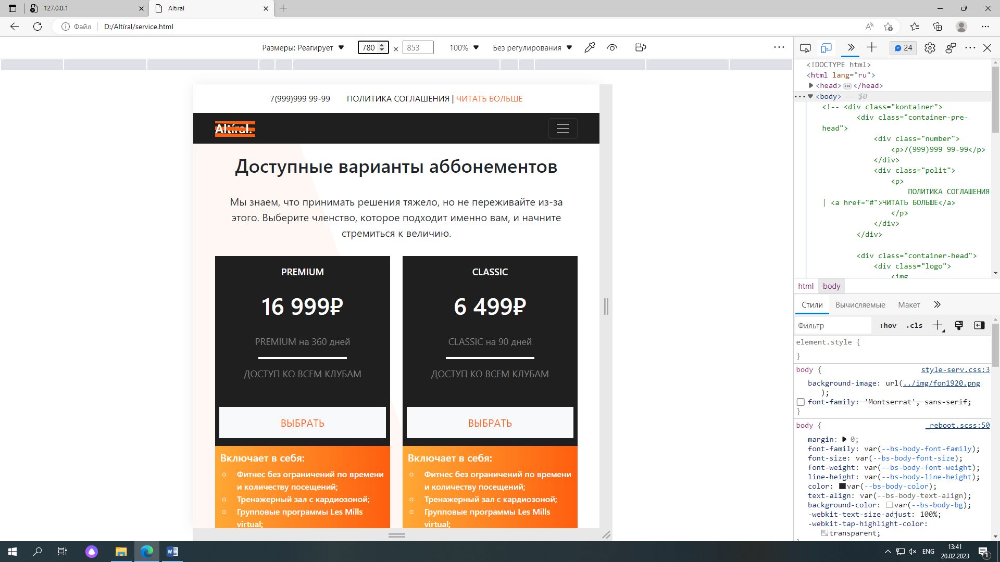 127.0.0.1
Altiral
Файл
D:/Altíral/service.html
Размеры: Реагирует
780 × 853
100%
Без регулирования
24
7(999)999 99-99
ПОЛИТИКА СОГЛАШЕНИЯ | ЧИТАТЬ БОЛЬШЕ
Altíral.
Доступные варианты аббонементов
Мы знаем, что принимать решения тяжело, но не переживайте из-за
этого. Выберите членство, которое подходит именно вам, и начните
стремиться к величию.
PREMIUM
16 999₽
PREMIUM на 360 дней
ДОСТУП КО ВСЕМ КЛУБАМ
ВЫБРАТЬ
Включает в себя:
Фитнес без ограничений по времени
и количеству посещений;
Тренажерный зал с кардиозоной;
Групповые программы Les Mills
virtual;
CLASSIC
6 499₽
CLASSIC на 90 дней
ДОСТУП КО ВСЕМ КЛУБАМ
ВЫБРАТЬ
Включает в себя:
Фитнес без ограничений по времени
и количеству посещений;
Тренажерный зал с кардиозоной;
Групповые программы Les Mills
virtual;
<!DOCTYPE html>
<html lang="ru">
<head> ••• </head>
••• <body> == $0
<!-- <div class="kontainer">
<div class="container-pre-
head">
<div class="number">
<p>7(999)999 99-99</p>
</div>
<div class="polit">
<p>
ПОЛИТИКА СОГЛАШЕНИЯ
| <a href="#">ЧИТАТЬ БОЛЬШЕ</a>
</p>
</div>
</div>
<div class="container-head">
<div class="logo">
<img
html body
Стили Вычисляемые Макет
Фильтр :hov .cls
element.style {
}
body { style-serv.css:3
background-image: url(../img/fon1920.png
);
font-family: 'Montserrat', sans-serif;
}
body { _reboot.scss:50
margin: 0;
font-family: var(--bs-body-font-family);
font-size: var(--bs-body-font-size);
font-weight: var(--bs-body-font-weight);
line-height: var(--bs-body-line-height);
color: var(--bs-body-color);
text-align: var(--bs-body-text-align);
background-color: var(--bs-body-bg);
-webkit-text-size-adjust: 100%;
-webkit-tap-highlight-color:
transparent;
ENG
13:41
20.02.2023
1